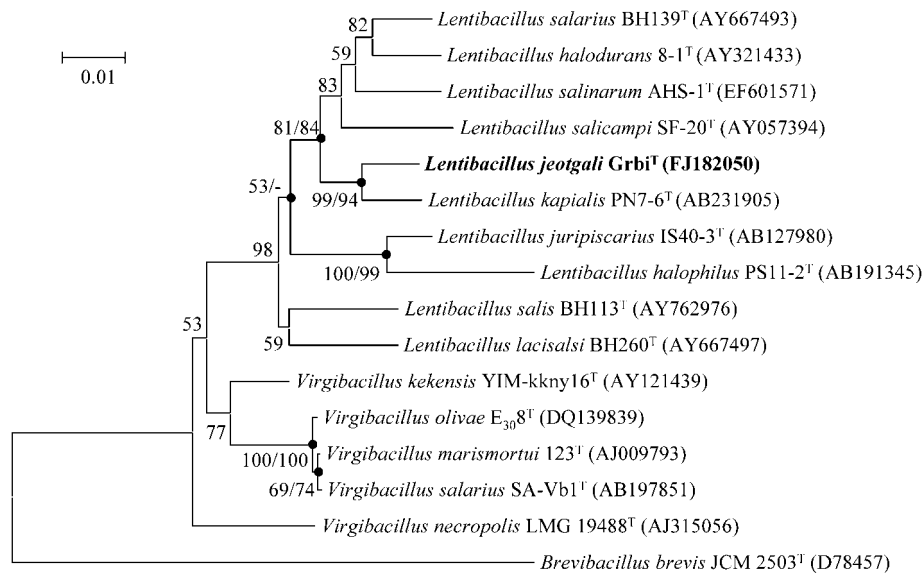 Lentibacillus salarius BH139ᵀ (AY667493)
82
0.01
59
Lentibacillus halodurans 8-1ᵀ (AY321433)
83
Lentibacillus salinarum AHS-1ᵀ (EF601571)
81/84
Lentibacillus salicampi SF-20ᵀ (AY057394)
Lentibacillus jeotgali Grbiᵀ (FJ182050)
53/-
99/94
Lentibacillus kapialis PN7-6ᵀ (AB231905)
98
Lentibacillus juripiscarius IS40-3ᵀ (AB127980)
100/99
Lentibacillus halophilus PS11-2ᵀ (AB191345)
Lentibacillus salis BH113ᵀ (AY762976)
53
59
Lentibacillus lacisalsi BH260ᵀ (AY667497)
Virgibacillus kekensis YIM-kkny16ᵀ (AY121439)
77
Virgibacillus olivae E₃₀8ᵀ (DQ139839)
100/100
Virgibacillus marismortui 123ᵀ (AJ009793)
69/74
Virgibacillus salarius SA-Vb1ᵀ (AB197851)
Virgibacillus necropolis LMG 19488ᵀ (AJ315056)
Brevibacillus brevis JCM 2503ᵀ (D78457)